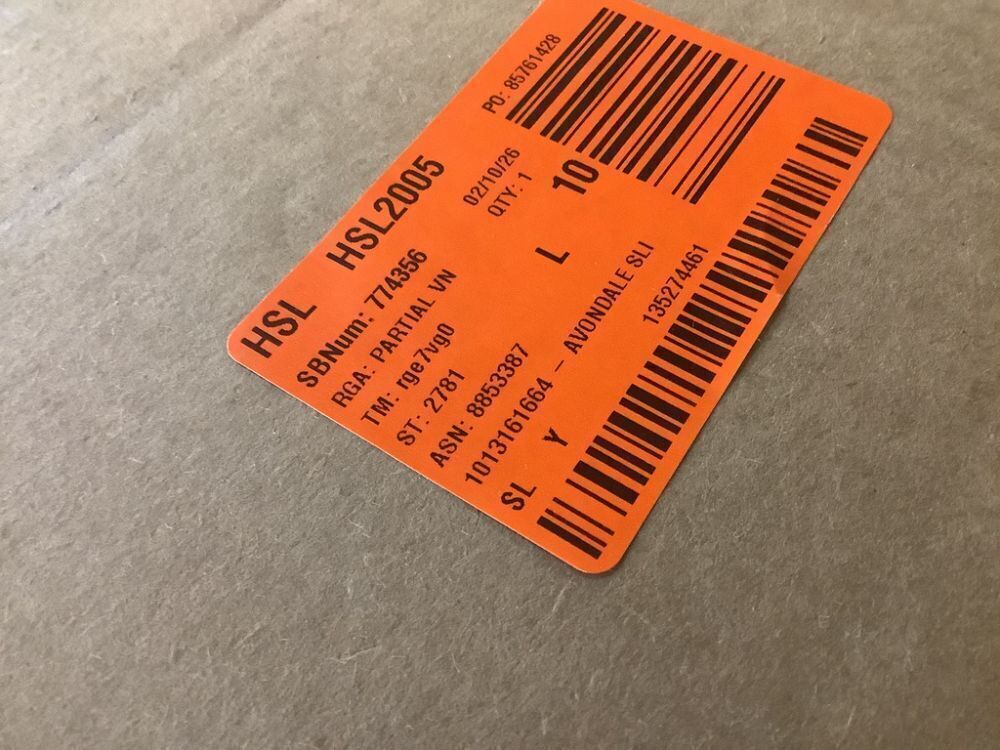 HSL HSL2005
PO: 85761428
SBNum: 774356
02/10/26
RGA: PARTIAL VN
QTY: 1
TM: rge7vg0
ST: 2781
L 10
ASN: 8853387
1013161664 – AVONDALE SLI
SL Y 135274461